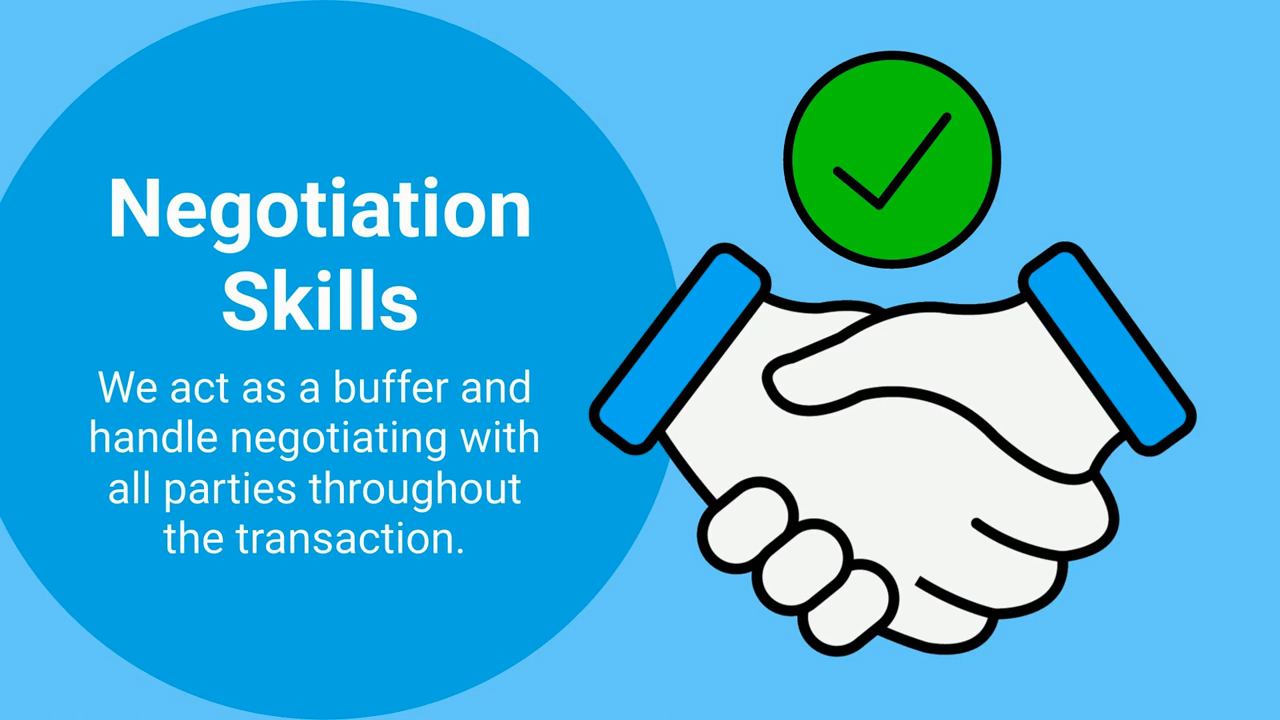 Negotiation
Skills
We act as a buffer and
handle negotiating with
all parties throughout
the transaction.